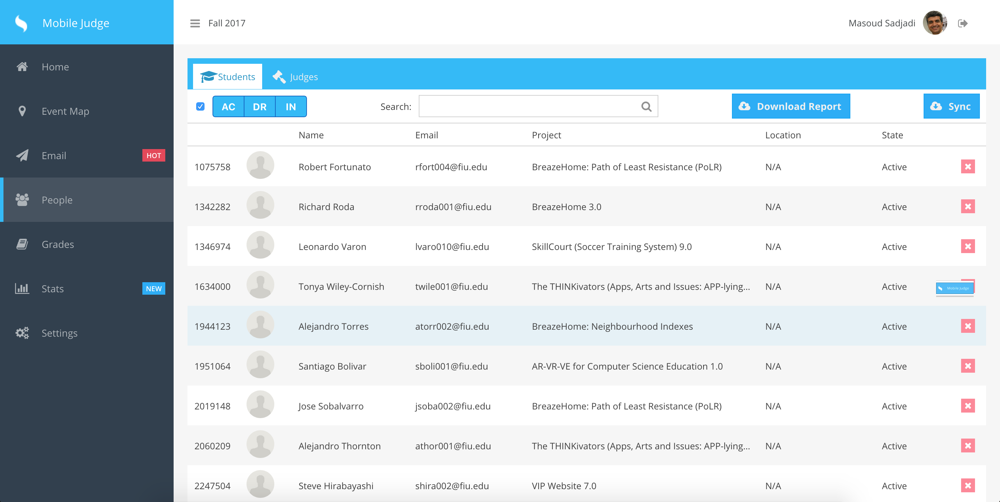 Mobile Judge
Fall 2017
Masoud Sadjadi
Home
Event Map
Email HOT
People
Grades
Stats NEW
Settings
Students Judges
AC DR IN Search: Download Report Sync
Name Email Project Location State
1075758 Robert Fortunato rfort004@fiu.edu BreazeHome: Path of Least Resistance (PoLR) N/A Active
1342282 Richard Roda rroda001@fiu.edu BreazeHome 3.0 N/A Active
1346974 Leonardo Varon lvaro010@fiu.edu SkillCourt (Soccer Training System) 9.0 N/A Active
1634000 Tonya Wiley-Cornish twile001@fiu.edu The THINKivators (Apps, Arts and Issues: APP-lying... N/A Active Mobile Judge
1944123 Alejandro Torres atorr002@fiu.edu BreazeHome: Neighbourhood Indexes N/A Active
1951064 Santiago Bolivar sboli001@fiu.edu AR-VR-VE for Computer Science Education 1.0 N/A Active
2019148 Jose Sobalvarro jsoba002@fiu.edu BreazeHome: Path of Least Resistance (PoLR) N/A Active
2060209 Alejandro Thornton athor001@fiu.edu The THINKivators (Apps, Arts and Issues: APP-lying... N/A Active
2247504 Steve Hirabayashi shira002@fiu.edu VIP Website 7.0 N/A Active